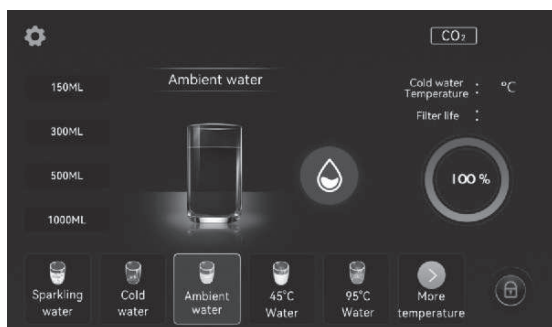 CO₂
Ambient water
150ML
300ML
500ML
1000ML
Cold water
Temperature : °C
Filter life :
100 %
Sparkling
water
Cold
water
Ambient
water
45°C
Water
95°C
Water
More
temperature